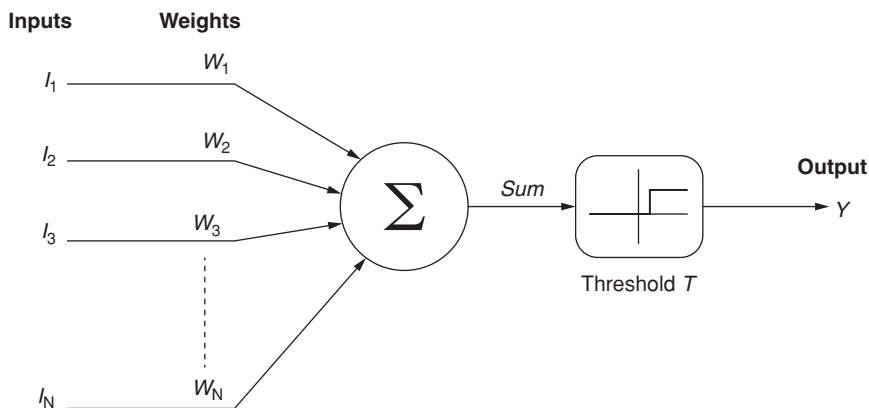 Inputs Weights
W1
I1
W2
I2
W3
I3
WN
IN
Σ
Sum
Threshold T
Output
Y